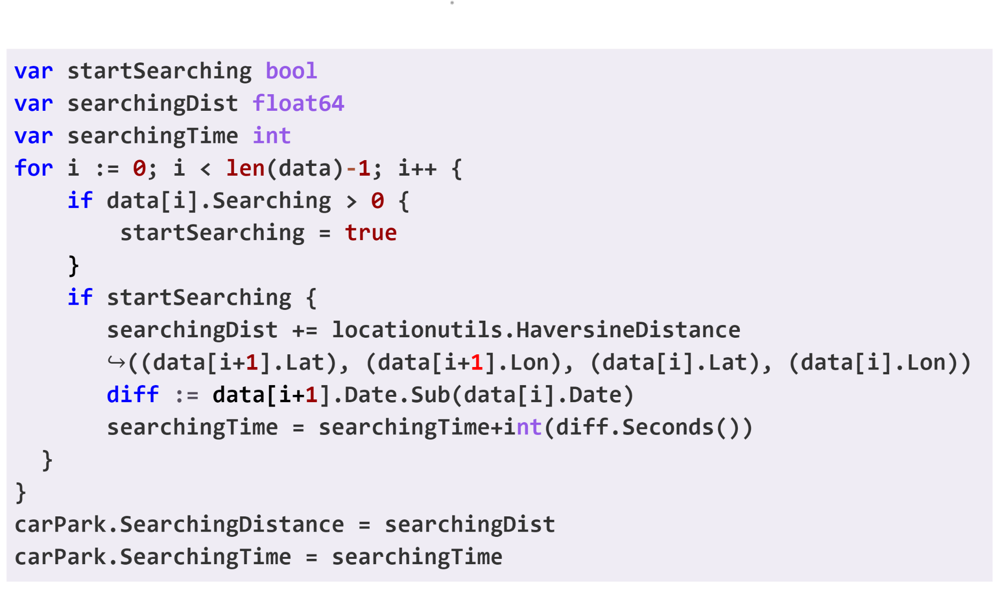 var startSearching bool
var searchingDist float64
var searchingTime int
for i := 0; i < len(data)-1; i++ {
    if data[i].Searching > 0 {
        startSearching = true
    }
    if startSearching {
       searchingDist += locationutils.HaversineDistance
       ↪((data[i+1].Lat), (data[i+1].Lon), (data[i].Lat), (data[i].Lon))
       diff := data[i+1].Date.Sub(data[i].Date)
       searchingTime = searchingTime+int(diff.Seconds())
  }
}
carPark.SearchingDistance = searchingDist
carPark.SearchingTime = searchingTime